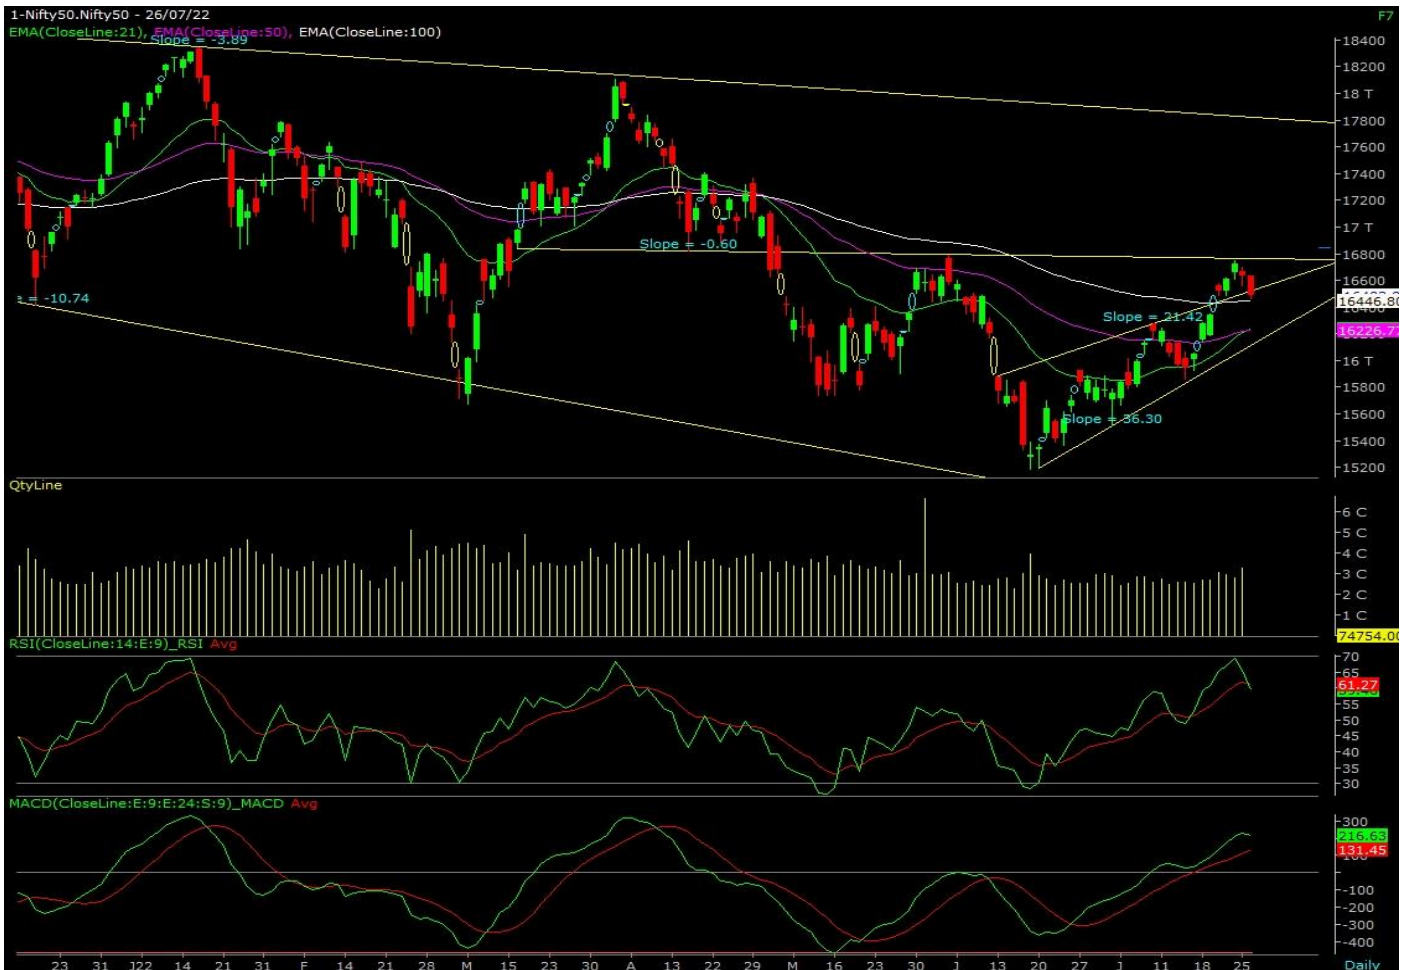 1-Nifty50.Nifty50 - 26/07/22
F7
EMA(CloseLine:21), EMA(CloseLine:50), EMA(CloseLine:100)
Slope = -3.89
18400
18200
18 T
17800
17600
17400
17200
17 T
Slope = -0.60
16800
16600
= -10.74
16446.80
Slope = 21.42
16226.77
16 T
15800
15600
Slope = 36.30
15400
15200
QtyLine
6 C
5 C
4 C
3 C
2 C
1 C
74754.00
RSI(CloseLine:14:E:9)_RSI Avg
70
65
61.27
55
50
45
40
35
30
MACD(CloseLine:E:9:E:24:S:9)_MACD Avg
300
216.63
131.45
-100
-200
-300
-400
23 31 J22 14 21 31 F 14 21 28 M 15 23 30 A 13 22 29 M 16 23 30 J 13 20 27 J 11 18 25 Daily